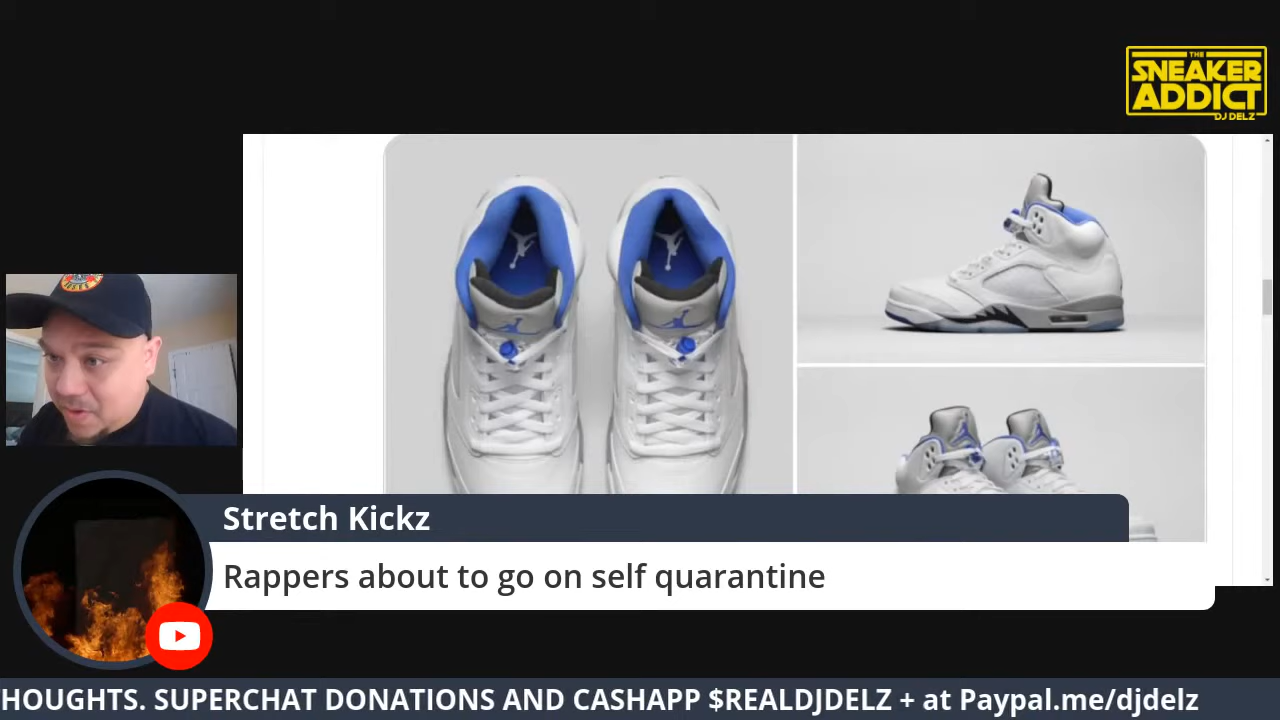 THE
SNEAKER
ADDICT
DJ DELZ
Stretch Kickz
Rappers about to go on self quarantine
HOUGHTS. SUPERCHAT DONATIONS AND CASHAPP $REALDJDELZ + at Paypal.me/djdelz